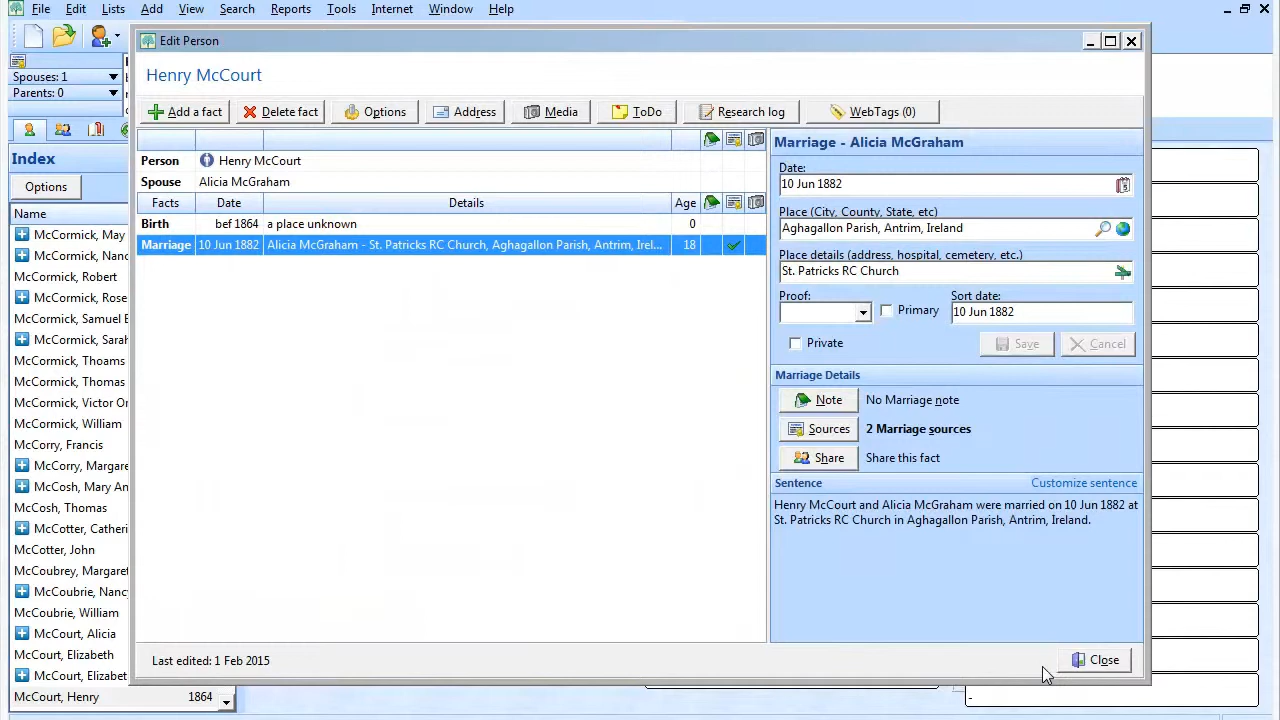 File Edit Lists Add View Search Reports Tools Internet Window Help
Edit Person
Henry McCourt
Spouses: 1
Parents: 0
Add a fact Delete fact Options Address Media ToDo Research log WebTags (0)
Person Henry McCourt
Spouse Alicia McGraham
Facts Date Details Age
Birth bef 1864 a place unknown 0
Marriage 10 Jun 1882 Alicia McGraham - St. Patricks RC Church, Aghagallon Parish, Antrim, Irel... 18
Marriage - Alicia McGraham
Date:
10 Jun 1882
Place (City, County, State, etc)
Aghagallon Parish, Antrim, Ireland
Place details (address, hospital, cemetery, etc.)
St. Patricks RC Church
Proof: Primary Sort date:
10 Jun 1882
Private Save Cancel
Marriage Details
Note No Marriage note
Sources 2 Marriage sources
Share Share this fact
Sentence Customize sentence
Henry McCourt and Alicia McGraham were married on 10 Jun 1882 at
St. Patricks RC Church in Aghagallon Parish, Antrim, Ireland.
Last edited: 1 Feb 2015 Close
Index
Options
Name
McCormick, May
McCormick, Nanc
McCormick, Robert
McCormick, Rose
McCormick, Samuel E
McCormick, Sarah
McCormick, Thoams
McCormick, Thomas
McCormick, Victor Or
McCormick, William
McCorry, Francis
McCorry, Margare
McCosh, Mary An
McCosh, Thomas
McCotter, Catheri
McCotter, John
McCoubrey, Margaret
McCoubrie, Nancy
McCoubrie, William
McCourt, Alicia
McCourt, Elizabeth
McCourt, Elizabet
McCourt, Henry 1864
-